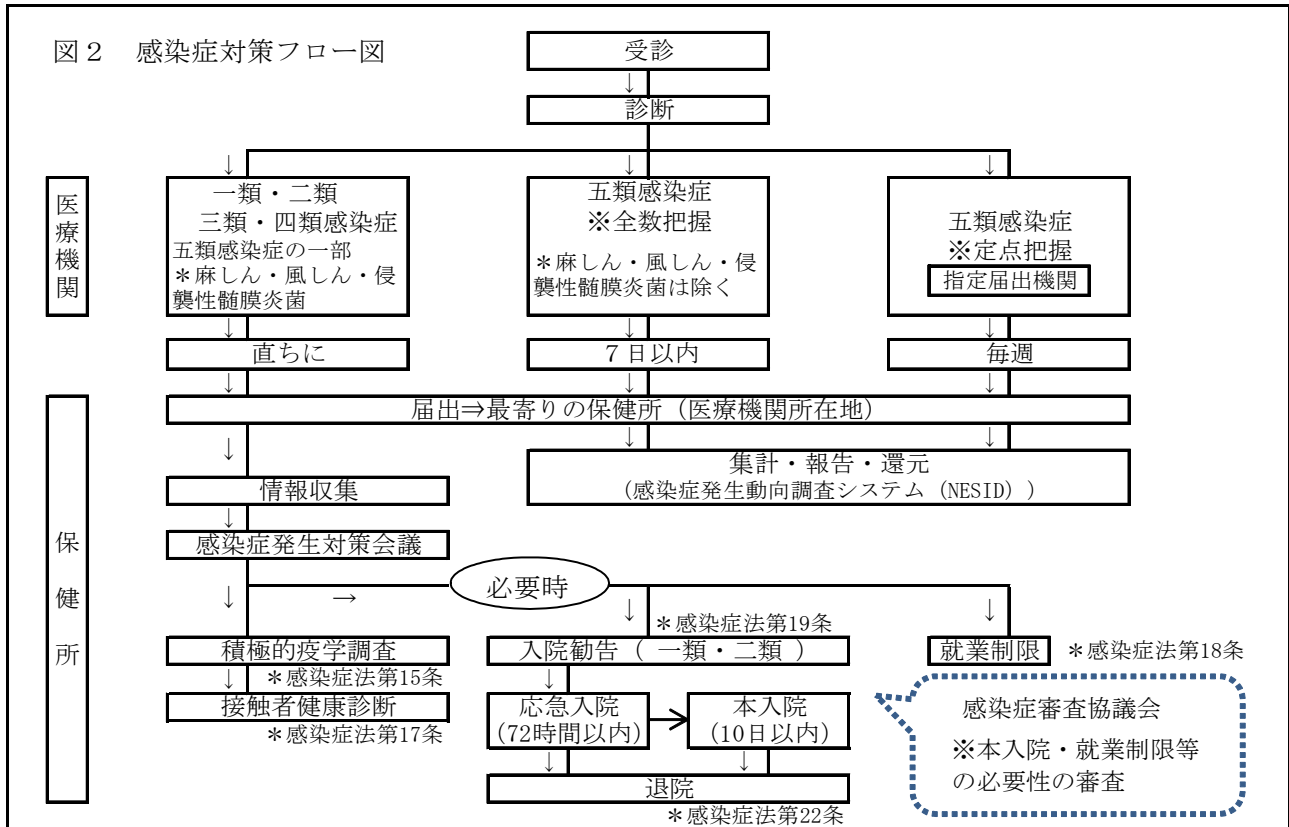 図２　感染症対策フロー図
受診
↓
診断
↓ ↓ ↓
医療機関
一類・二類
三類・四類感染症
五類感染症の一部
＊麻しん・風しん・侵
襲性髄膜炎菌
五類感染症
※全数把握
＊麻しん・風しん・侵
襲性髄膜炎菌は除く
五類感染症
※定点把握
指定届出機関
↓ ↓ ↓
直ちに
７日以内
毎週
↓ ↓ ↓
保健所
届出⇒最寄りの保健所（医療機関所在地）
↓ ↓ ↓
集計・報告・還元
（感染症発生動向調査システム（NESID））
情報収集
↓
感染症発生対策会議
↓ → 必要時 ↓ ↓
積極的疫学調査
＊感染症法第15条
↓
接触者健康診断
＊感染症法第17条
＊感染症法第19条
入院勧告（ 一類・二類 ）
↓
応急入院
(72時間以内)
本入院
(10日以内)
↓ ↓
退院
＊感染症法第22条
就業制限 ＊感染症法第18条
感染症審査協議会
※本入院・就業制限等
の必要性の審査